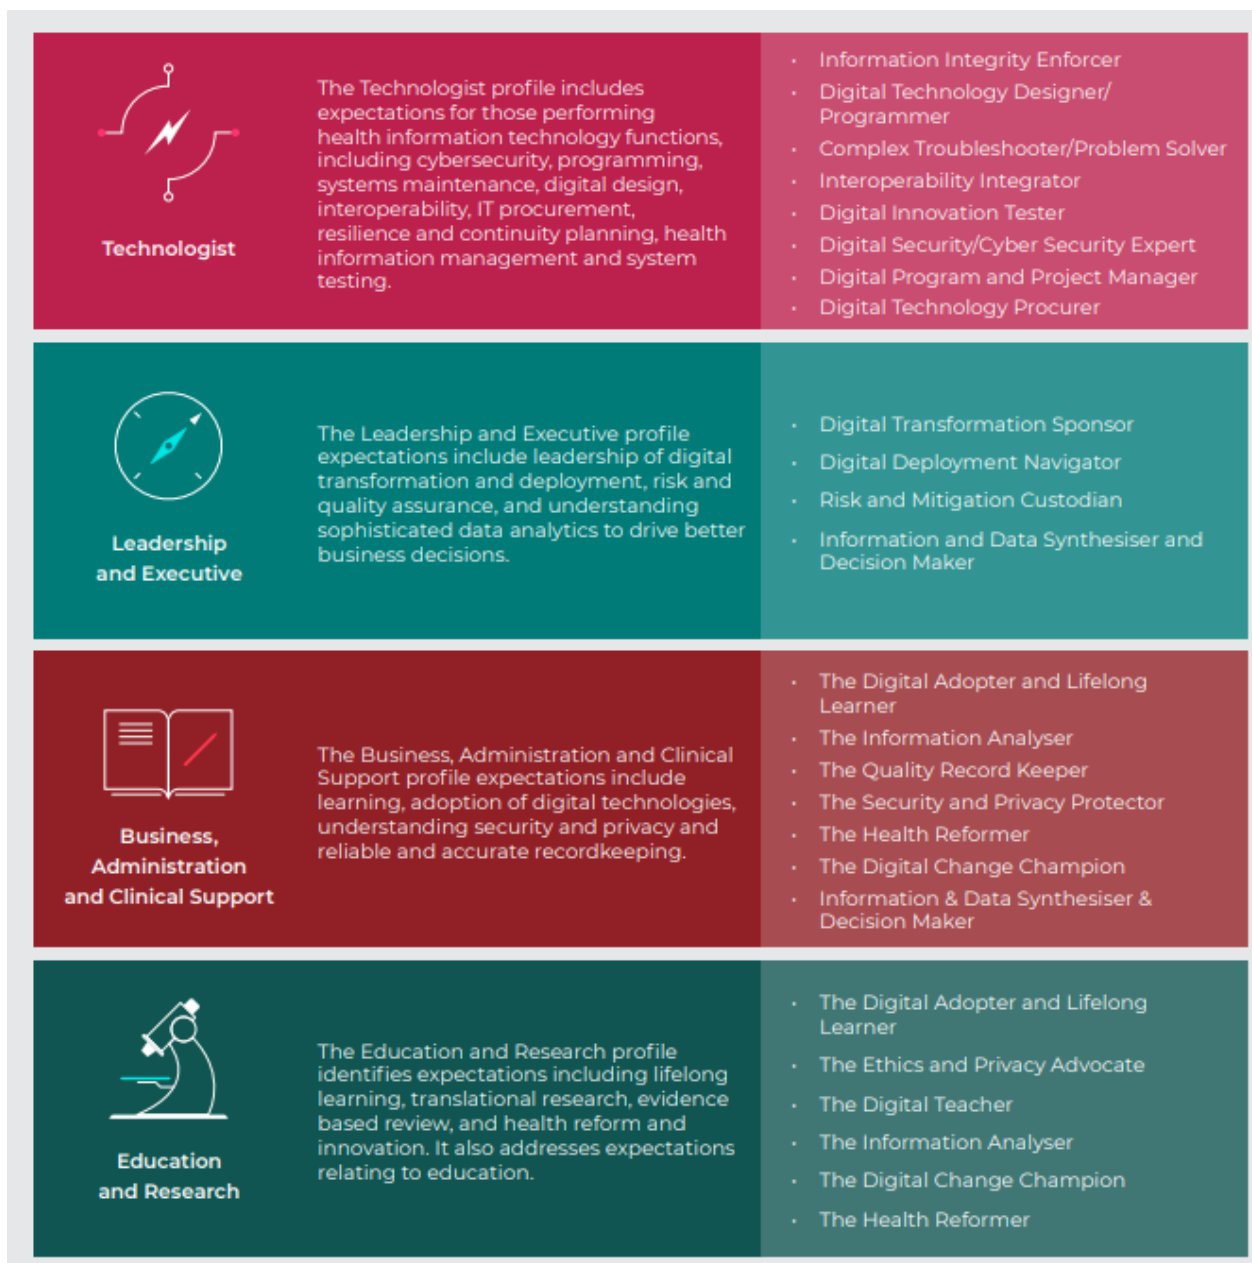 Technologist
The Technologist profile includes
expectations for those performing
health information technology functions,
including cybersecurity, programming,
systems maintenance, digital design,
interoperability, IT procurement,
resilience and continuity planning, health
information management and system
testing.
• Information Integrity Enforcer
• Digital Technology Designer/
Programmer
• Complex Troubleshooter/Problem Solver
• Interoperability Integrator
• Digital Innovation Tester
• Digital Security/Cyber Security Expert
• Digital Program and Project Manager
• Digital Technology Procurer
Leadership
and Executive
The Leadership and Executive profile
expectations include leadership of digital
transformation and deployment, risk and
quality assurance, and understanding
sophisticated data analytics to drive better
business decisions.
• Digital Transformation Sponsor
• Digital Deployment Navigator
• Risk and Mitigation Custodian
• Information and Data Synthesiser and
Decision Maker
Business,
Administration
and Clinical Support
The Business, Administration and Clinical
Support profile expectations include
learning, adoption of digital technologies,
understanding security and privacy and
reliable and accurate recordkeeping.
• The Digital Adopter and Lifelong
Learner
• The Information Analyser
• The Quality Record Keeper
• The Security and Privacy Protector
• The Health Reformer
• The Digital Change Champion
• Information & Data Synthesiser &
Decision Maker
Education
and Research
The Education and Research profile
identifies expectations including lifelong
learning, translational research, evidence
based review, and health reform and
innovation. It also addresses expectations
relating to education.
• The Digital Adopter and Lifelong
Learner
• The Ethics and Privacy Advocate
• The Digital Teacher
• The Information Analyser
• The Digital Change Champion
• The Health Reformer